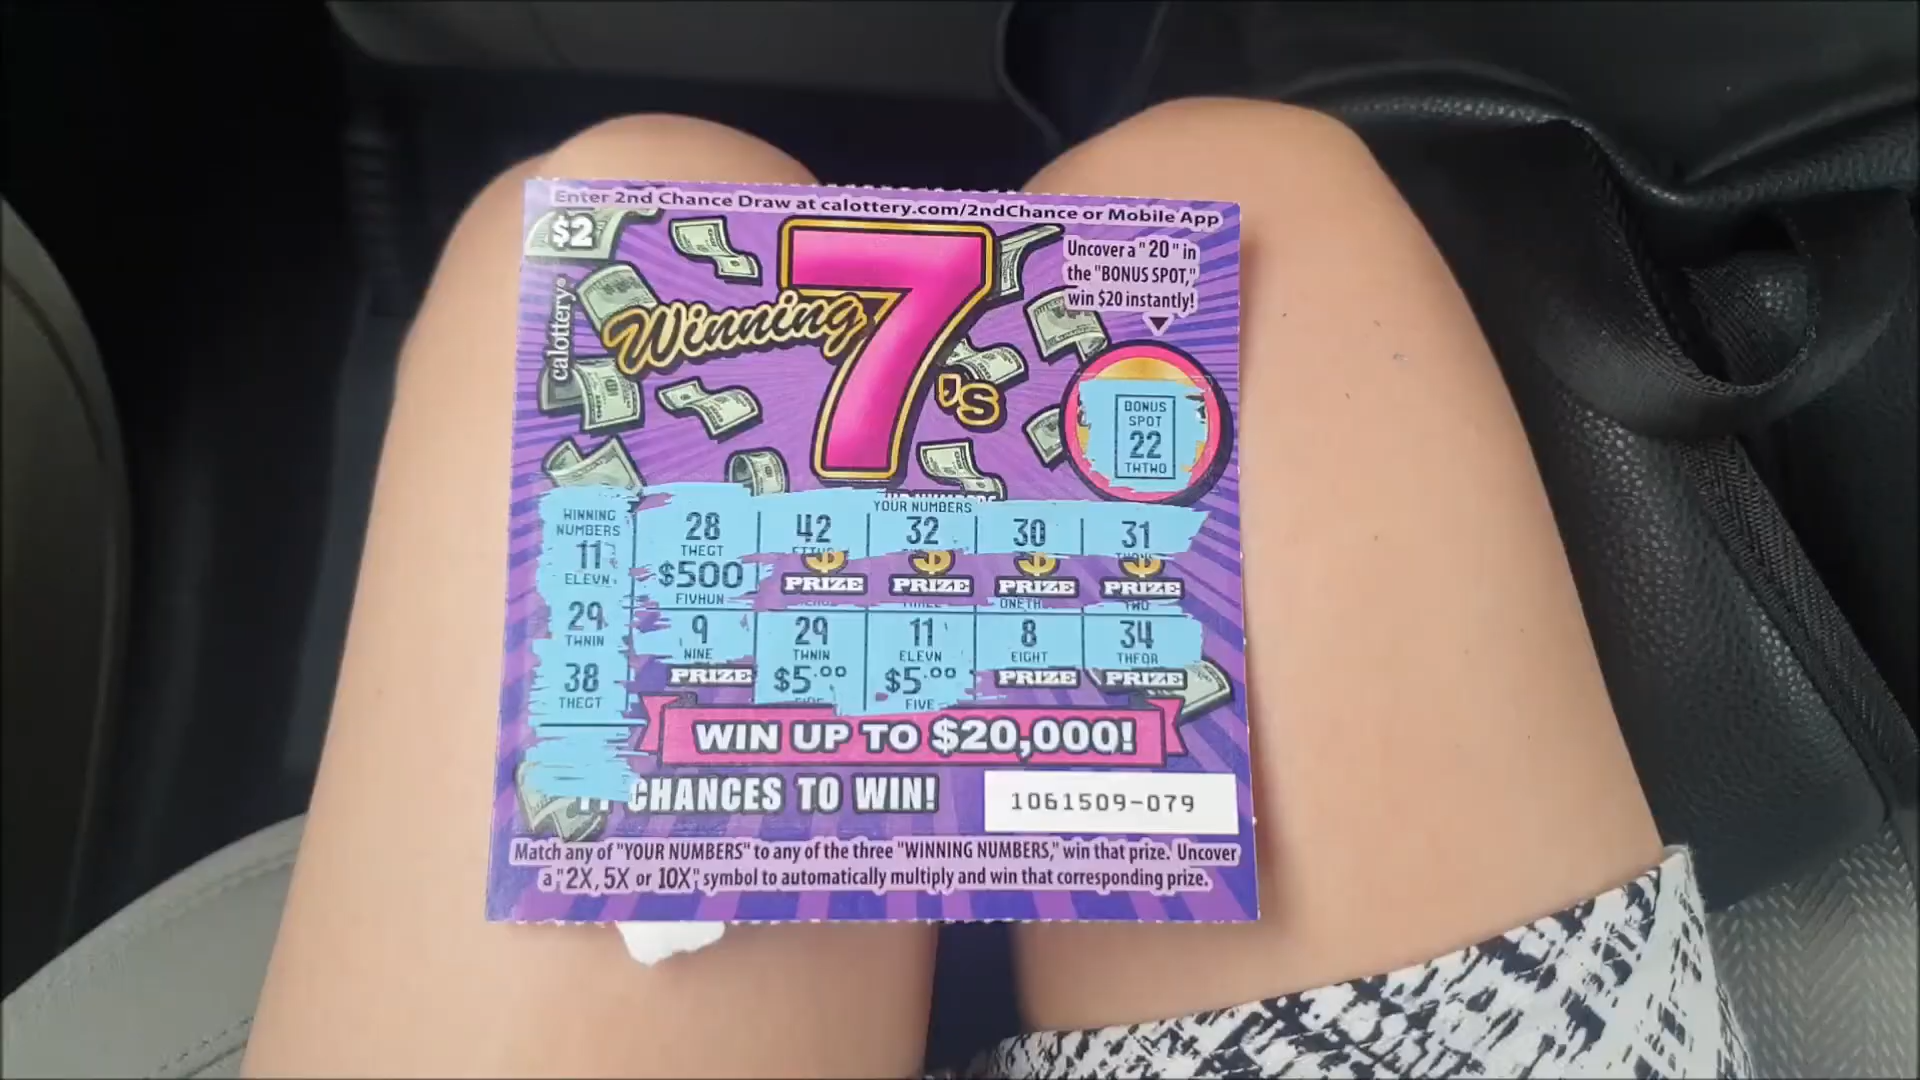 Enter 2nd Chance Draw at calottery.com/2ndChance or Mobile App
$2
calottery®
Winning 7's
Uncover a "20" in
the "BONUS SPOT,"
win $20 instantly!
BONUS
SPOT
22
TWTWO
YOUR NUMBERS
WINNING
NUMBERS
11
ELEVN
29
TWNIN
38
THEGT
28 42 32 30 31
THEGT
$500 PRIZE PRIZE PRIZE PRIZE
FIVHUN THREE ONETH TWO
9 29 11 8 34
NINE TWNIN ELEVN EIGHT THFOR
PRIZE $5.00 $5.00 PRIZE PRIZE
FIVE
WIN UP TO $20,000!
CHANCES TO WIN!
1061509-079
Match any of "YOUR NUMBERS" to any of the three "WINNING NUMBERS," win that prize. Uncover
a "2X, 5X or 10X" symbol to automatically multiply and win that corresponding prize.